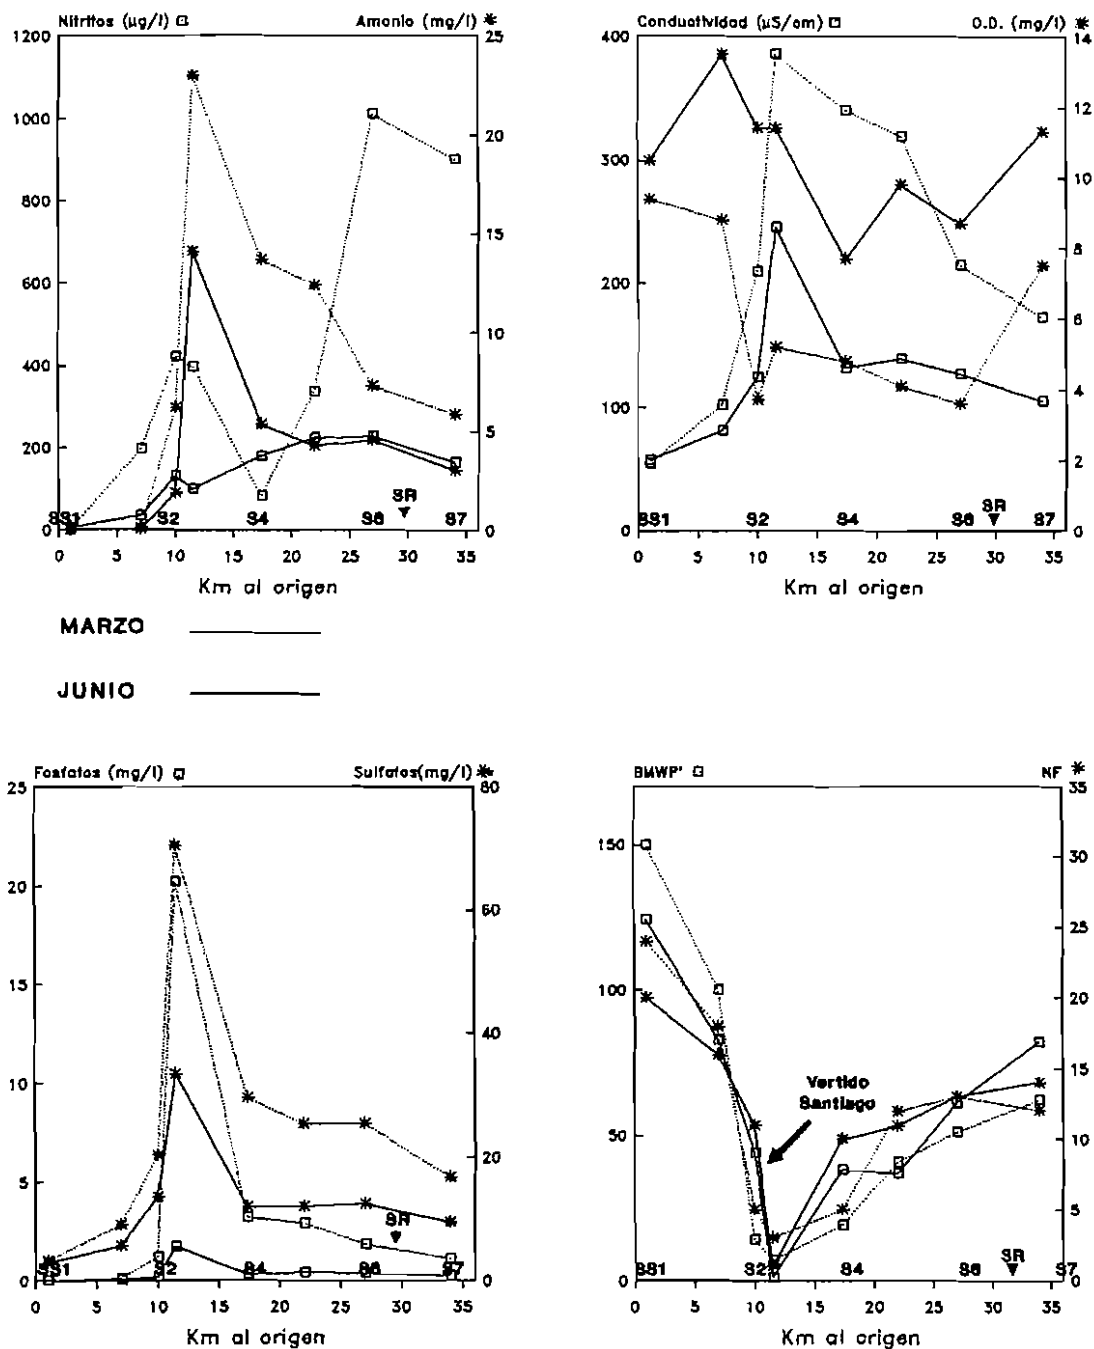 Nitritos (µg/l) Amonio (mg/l)
1200 25
1000 20
800 15
600 10
400 5
200
0 0
SS1 S2 S4 S6 SR S7
0 5 10 15 20 25 30 35
Km al origen
Conductividad (µS/cm) O.D. (mg/l)
400 14
12
300 10
8
200 6
100 4
2
0 0
SS1 S2 S4 S6 SR S7
0 5 10 15 20 25 30 35
Km al origen
MARZO
JUNIO
Fosfatos (mg/l) Sulfatos(mg/l)
25 80
20 60
15
40
10
5 20
0 0
SS1 S2 S4 S6 SR S7
0 5 10 15 20 25 30 35
Km al origen
BMWP' NF
35
150 30
25
100 20
15
50 10
5
0 0
Vertido
Santiago
SS1 S2 S4 S6 SR S7
0 5 10 15 20 25 30 35
Km al origen